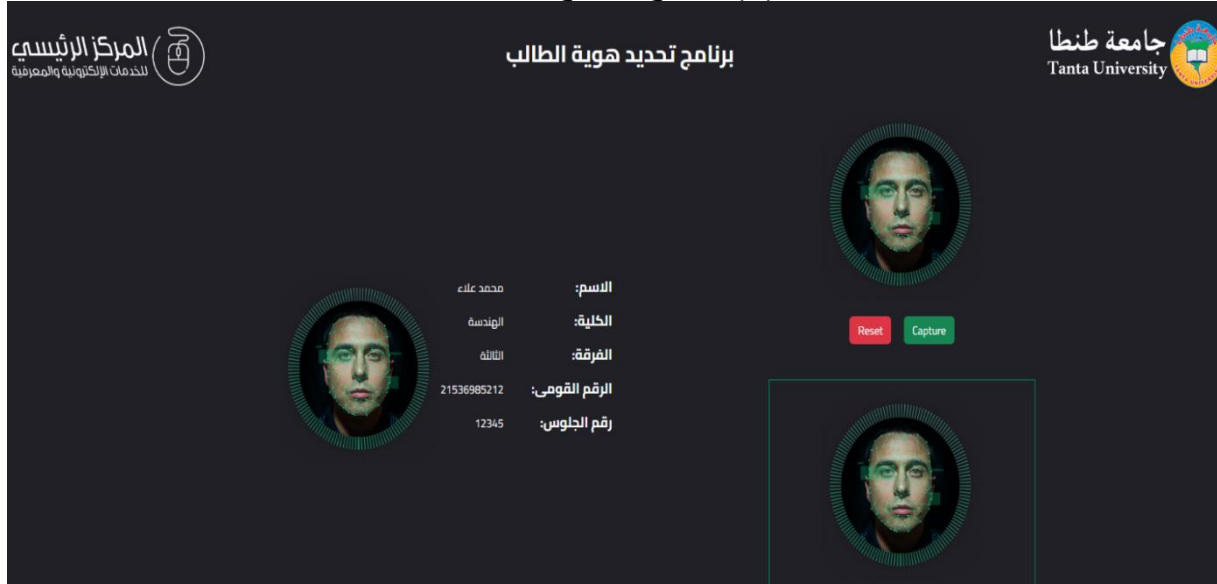 جامعة طنطا
Tanta University
برنامج تحديد هوية الطالب
المركز الرئيسي
للخدمات الإلكترونية والمعرفية
Capture
Reset
الاسم: محمد علاء
الكلية: الهندسة
الفرقة: الثالثة
الرقم القومى: 21536985212
رقم الجلوس: 12345